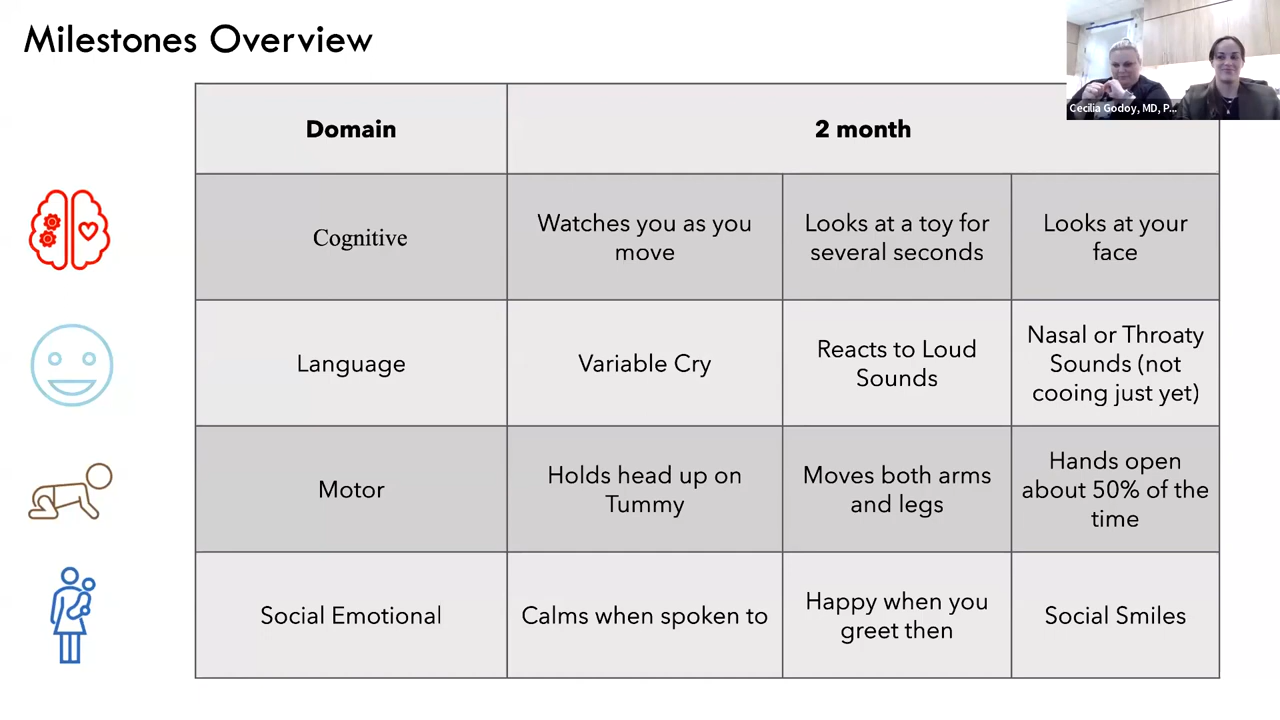 Milestones Overview
Cecilia Godoy, MD, P...
Domain
2 month
Cognitive
Watches you as you
move
Looks at a toy for
several seconds
Looks at your
face
Language
Variable Cry
Reacts to Loud
Sounds
Nasal or Throaty
Sounds (not
cooing just yet)
Motor
Holds head up on
Tummy
Moves both arms
and legs
Hands open
about 50% of the
time
Social Emotional
Calms when spoken to
Happy when you
greet then
Social Smiles